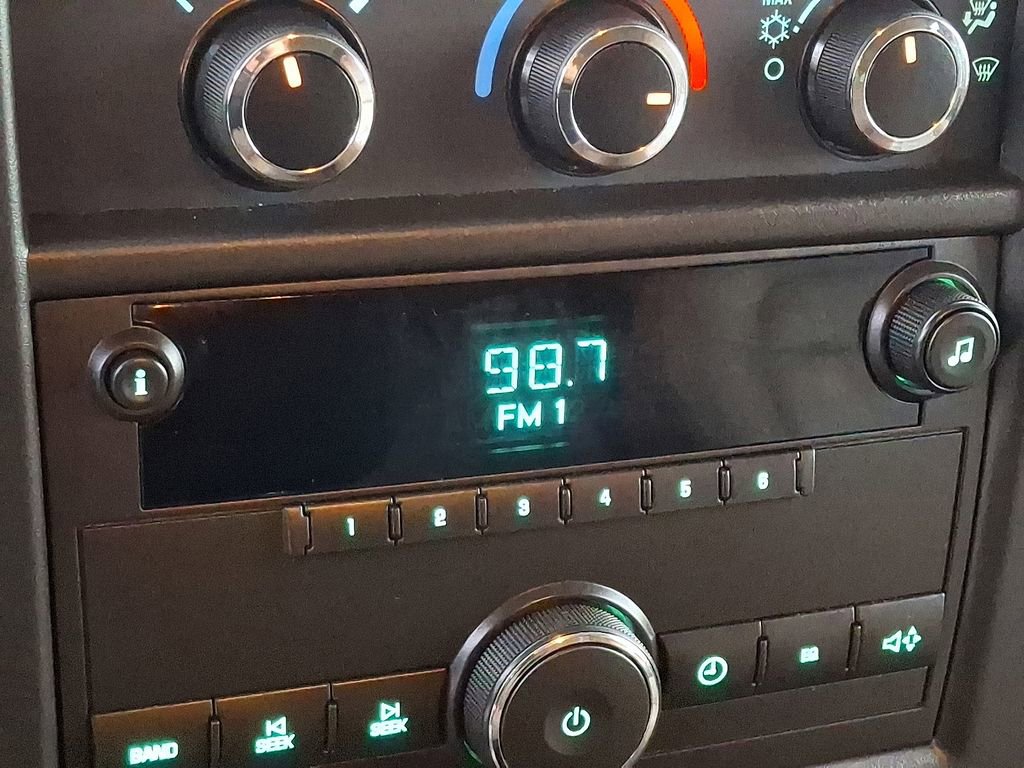 MAX
i
98.7
FM 1
1 2 3 4 5 6
BAND
SEEK
SEEK
EQ